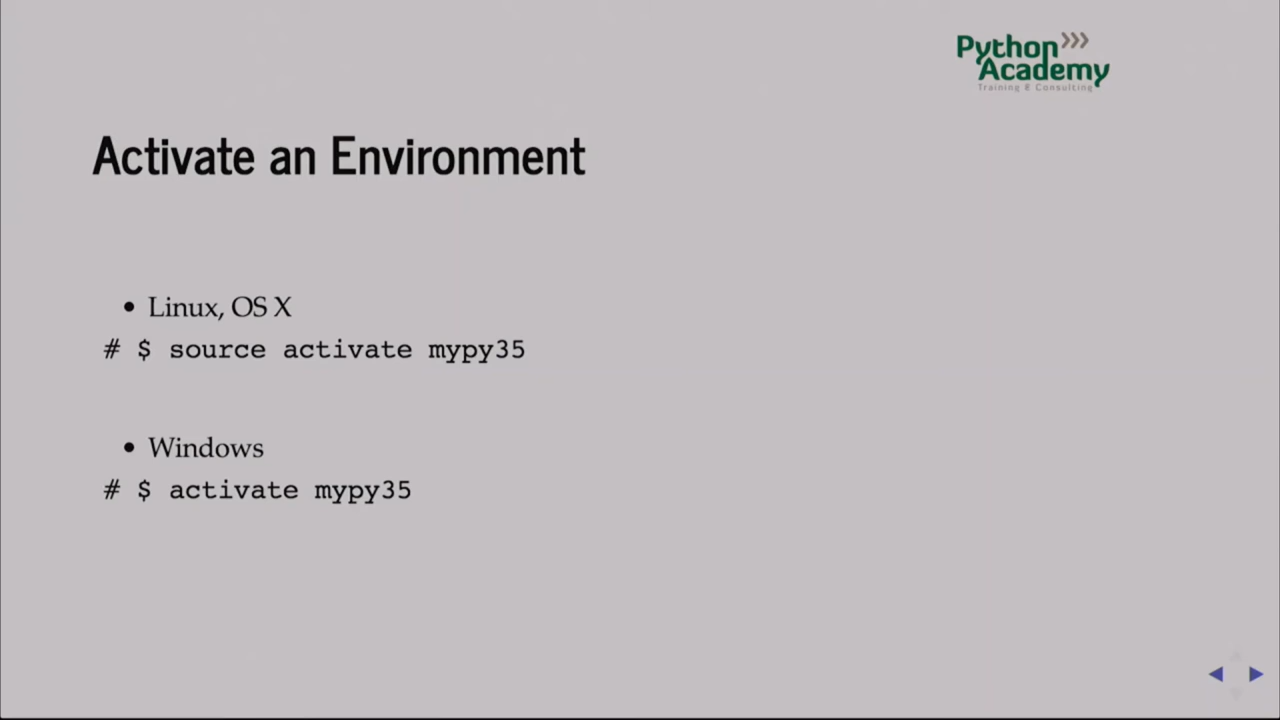 Python
Academy
Training & Consulting
Activate an Environment
• Linux, OS X
# $ source activate mypy35
• Windows
# $ activate mypy35